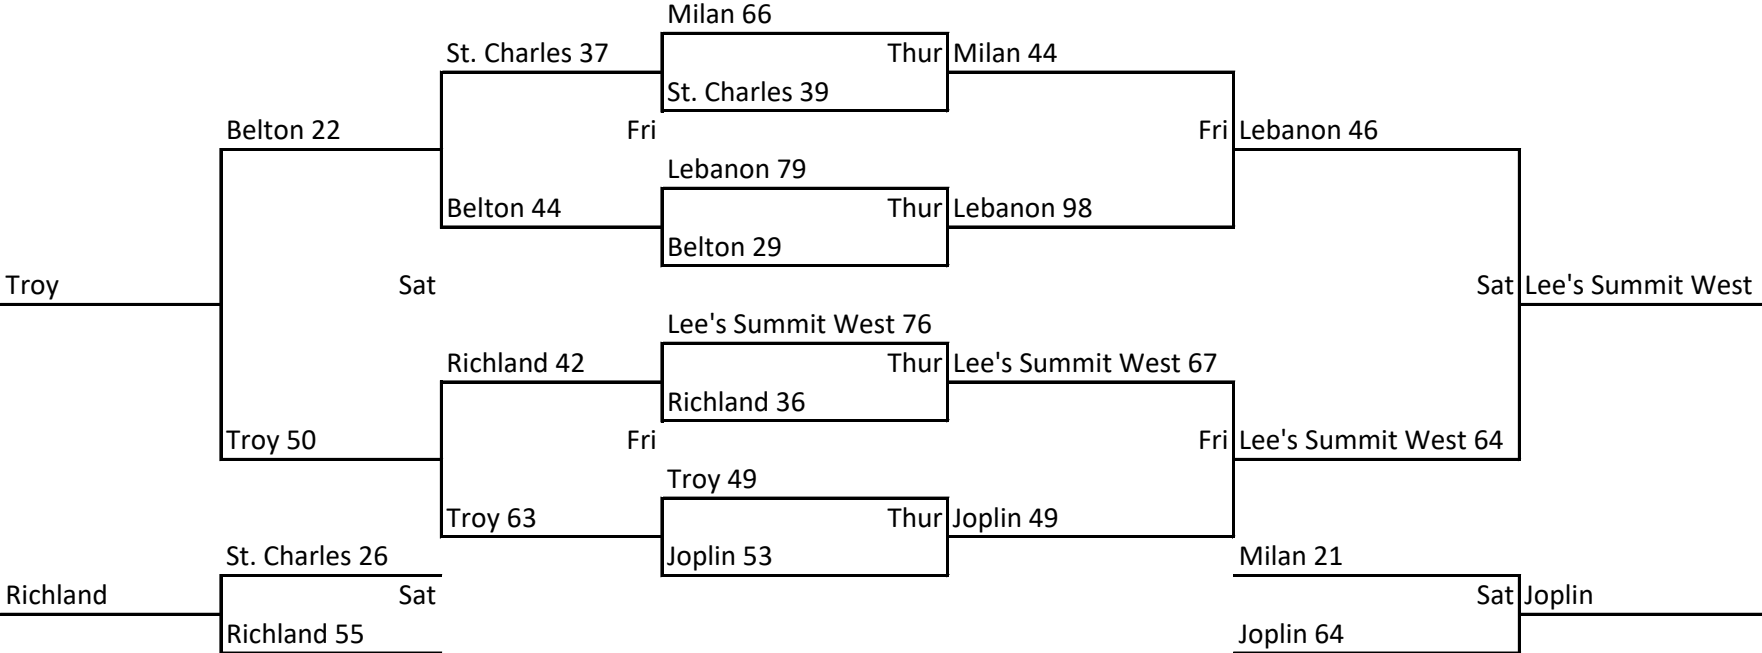 Milan 66
St. Charles 37 Thur Milan 44
St. Charles 39
Belton 22 Fri Fri Lebanon 46
Lebanon 79
Belton 44 Thur Lebanon 98
Belton 29
Troy Sat Sat Lee's Summit West
Lee's Summit West 76
Richland 42 Thur Lee's Summit West 67
Richland 36
Troy 50 Fri Fri Lee's Summit West 64
Troy 49
Troy 63 Thur Joplin 49
St. Charles 26 Joplin 53 Milan 21
Richland Sat Sat Joplin
Richland 55 Joplin 64